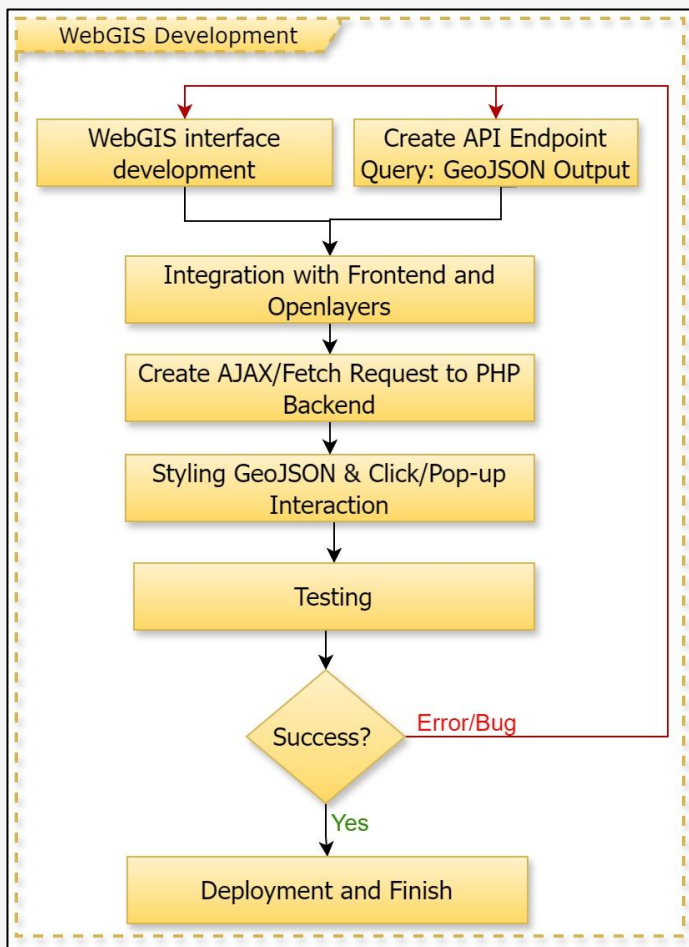 WebGIS Development
WebGIS interface
development
Create API Endpoint
Query: GeoJSON Output
Integration with Frontend and
Openlayers
Create AJAX/Fetch Request to PHP
Backend
Styling GeoJSON & Click/Pop-up
Interaction
Testing
Success?
Error/Bug
Yes
Deployment and Finish